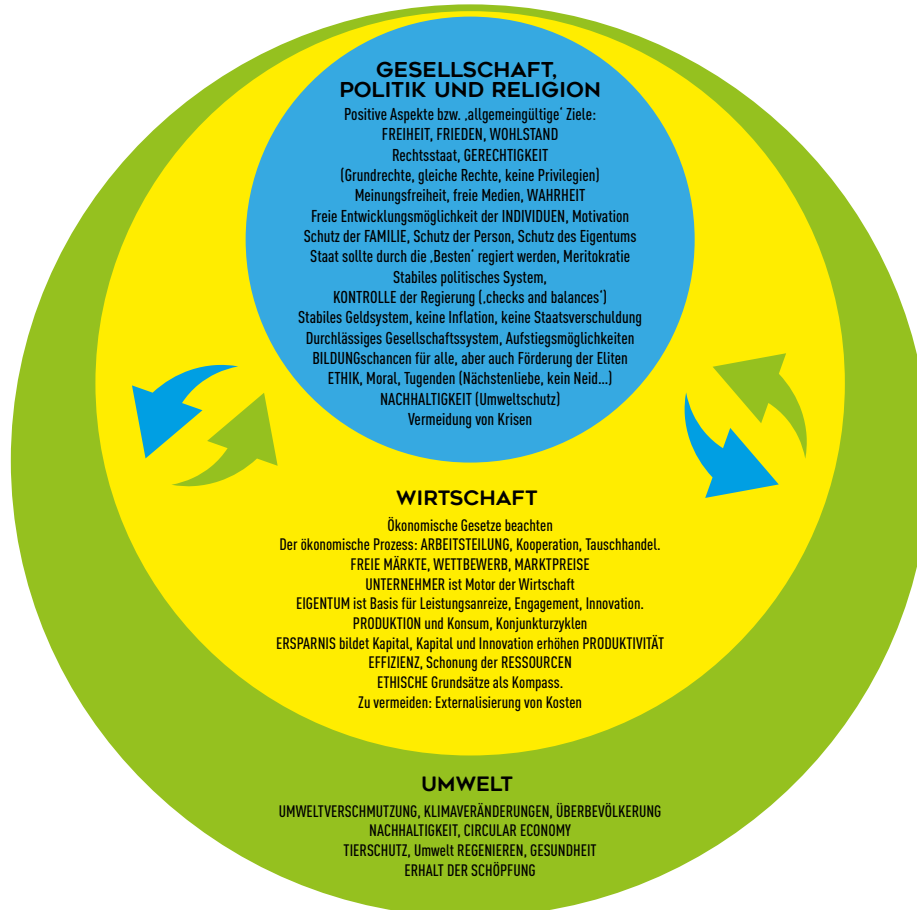 GESELLSCHAFT,
POLITIK UND RELIGION
Positive Aspekte bzw. ‚allgemeingültige‘ Ziele:
FREIHEIT, FRIEDEN, WOHLSTAND
Rechtsstaat, GERECHTIGKEIT
(Grundrechte, gleiche Rechte, keine Privilegien)
Meinungsfreiheit, freie Medien, WAHRHEIT
Freie Entwicklungsmöglichkeit der INDIVIDUEN, Motivation
Schutz der FAMILIE, Schutz der Person, Schutz des Eigentums
Staat sollte durch die ‚Besten‘ regiert werden, Meritokratie
Stabiles politisches System,
KONTROLLE der Regierung (‚checks and balances‘)
Stabiles Geldsystem, keine Inflation, keine Staatsverschuldung
Durchlässiges Gesellschaftssystem, Aufstiegsmöglichkeiten
BILDUNGschancen für alle, aber auch Förderung der Eliten
ETHIK, Moral, Tugenden (Nächstenliebe, kein Neid...)
NACHHALTIGKEIT (Umweltschutz)
Vermeidung von Krisen
WIRTSCHAFT
Ökonomische Gesetze beachten
Der ökonomische Prozess: ARBEITSTEILUNG, Kooperation, Tauschhandel.
FREIE MÄRKTE, WETTBEWERB, MARKTPREISE
UNTERNEHMER ist Motor der Wirtschaft
EIGENTUM ist Basis für Leistungsanreize, Engagement, Innovation.
PRODUKTION und Konsum, Konjunkturzyklen
ERSPARNIS bildet Kapital, Kapital und Innovation erhöhen PRODUKTIVITÄT
EFFIZIENZ, Schonung der RESSOURCEN
ETHISCHE Grundsätze als Kompass.
Zu vermeiden: Externalisierung von Kosten
UMWELT
UMWELTVERSCHMUTZUNG, KLIMAVERÄNDERUNGEN, ÜBERBEVÖLKERUNG
NACHHALTIGKEIT, CIRCULAR ECONOMY
TIERSCHUTZ, Umwelt REGENIEREN, GESUNDHEIT
ERHALT DER SCHÖPFUNG